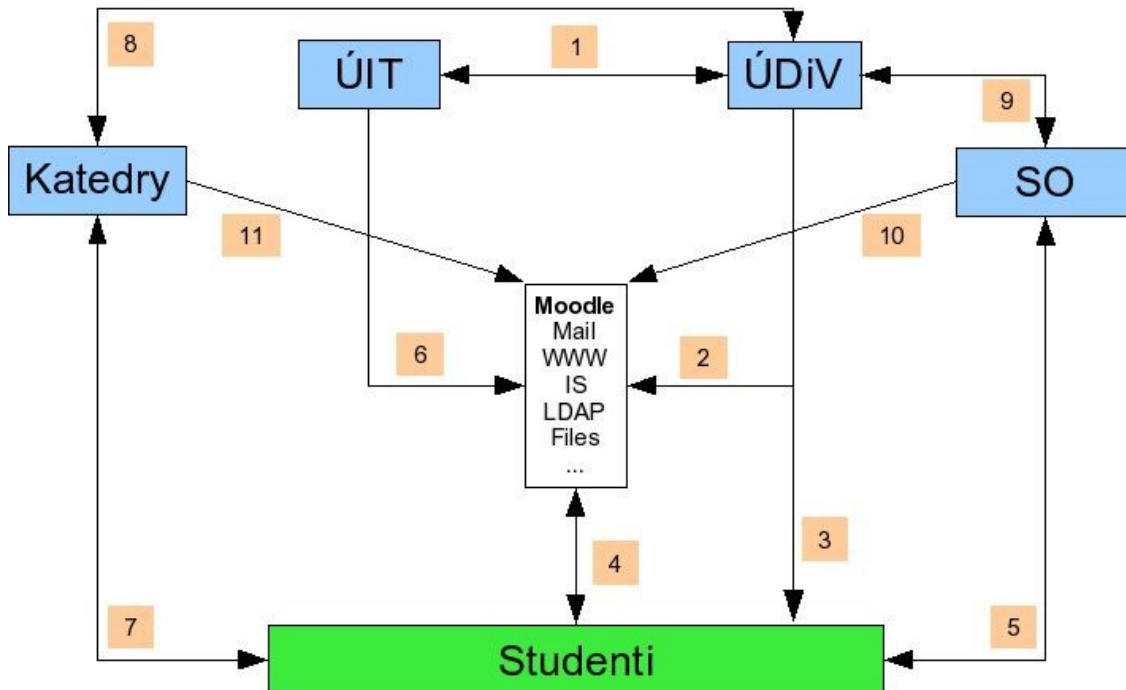 8
1
ÚIT
ÚDiV
9
Katedry
SO
11
10
Moodle
Mail
WWW
IS
LDAP
Files
...
6
2
3
4
7
5
Studenti